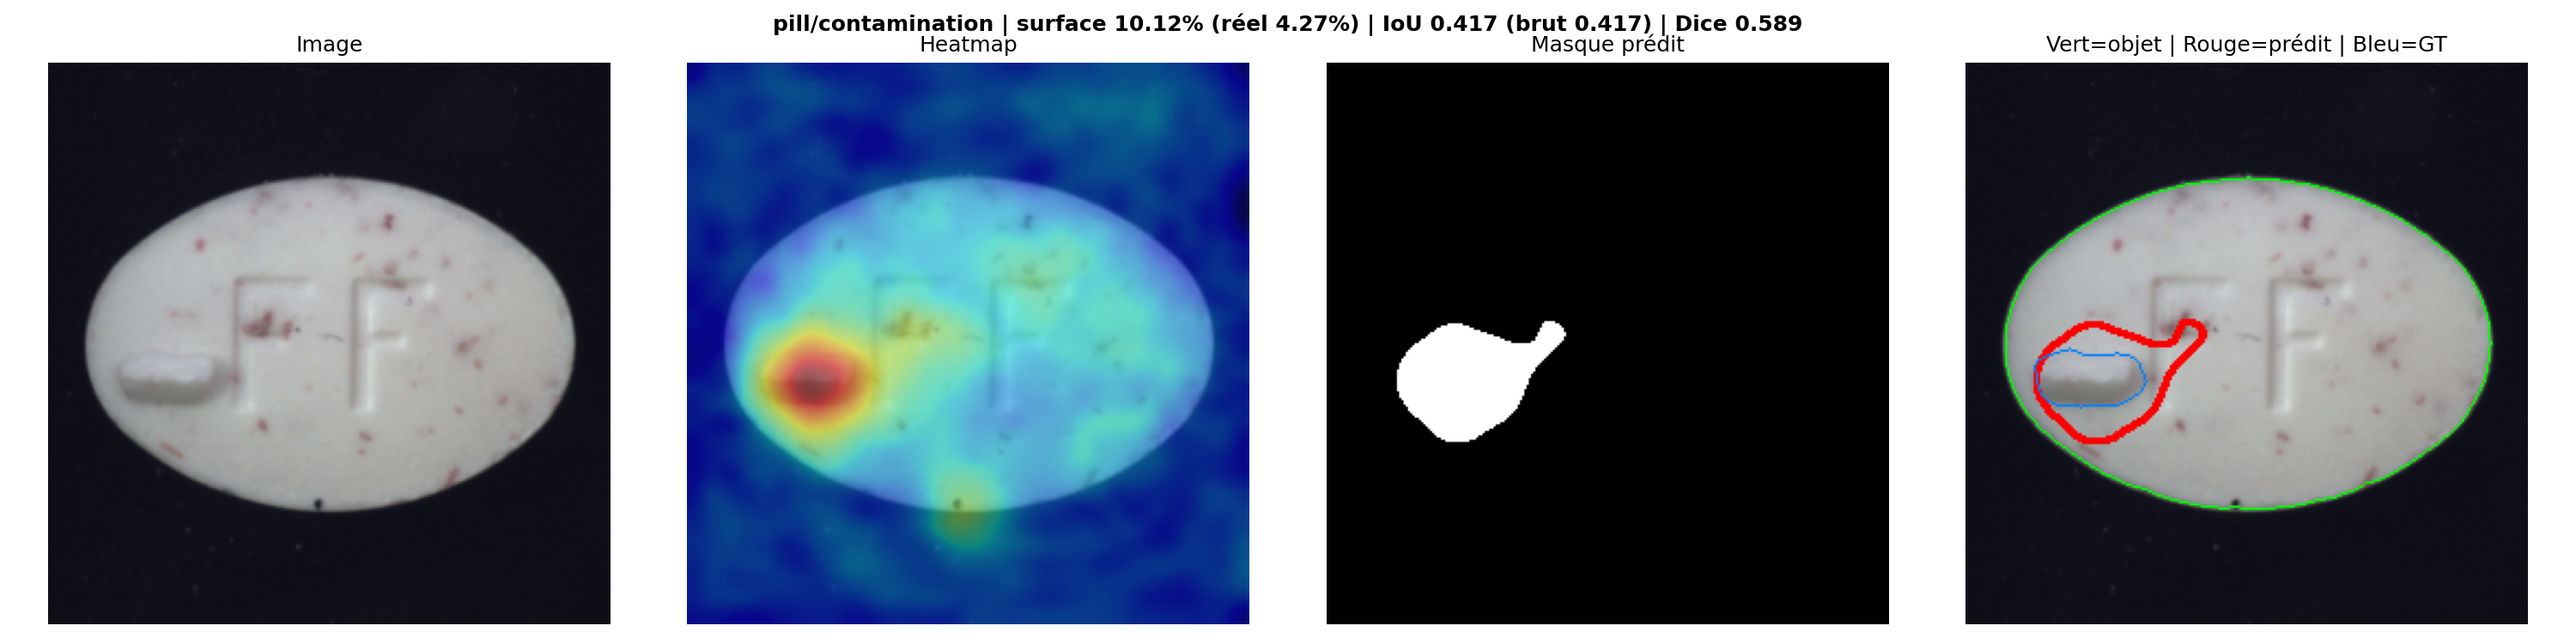 pill/contamination | surface 10.12% (réel 4.27%) | IoU 0.417 (brut 0.417) | Dice 0.589
Image
Heatmap
Masque prédit
Vert=objet | Rouge=prédit | Bleu=GT
F F
F F
F F